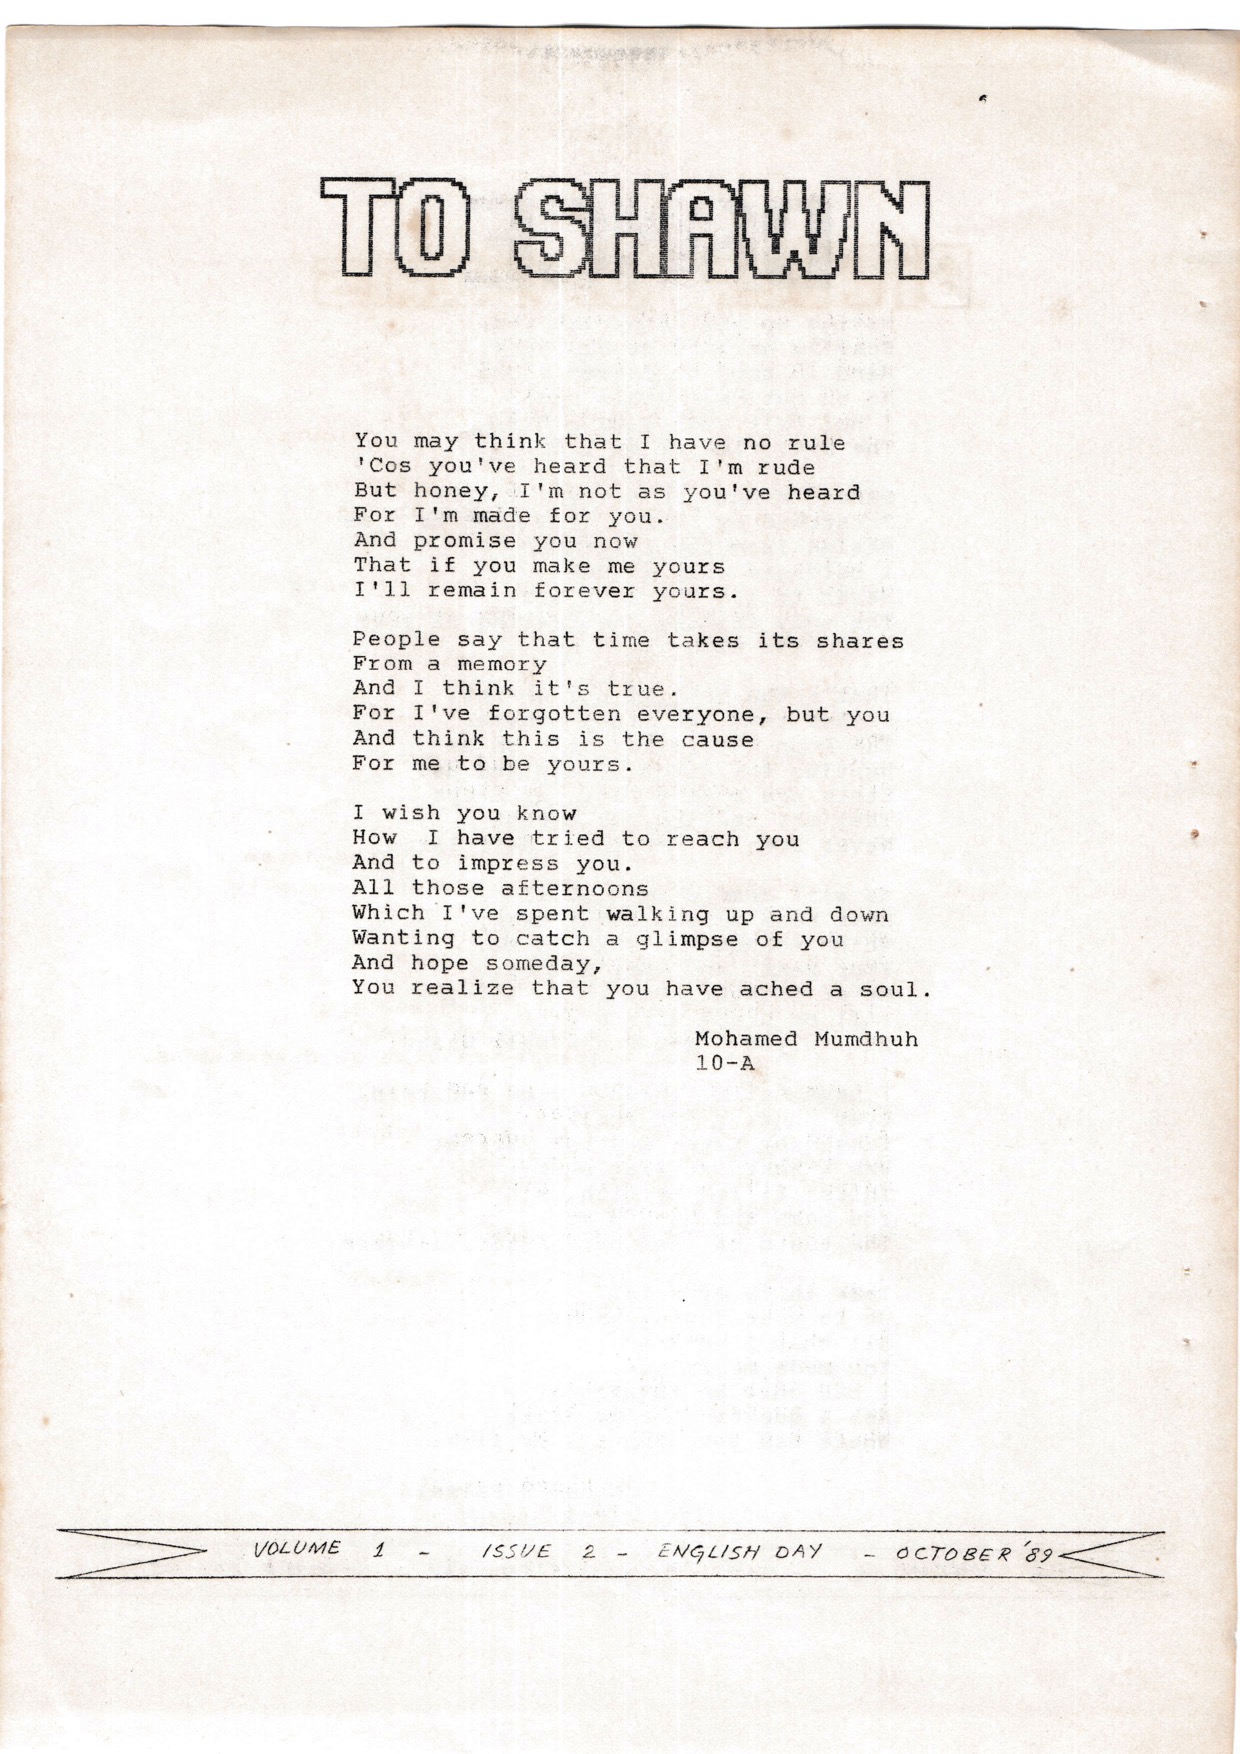 TO SHAWN
You may think that I have no rule
'Cos you've heard that I'm rude
But honey, I'm not as you've heard
For I'm made for you.
And promise you now
That if you make me yours
I'll remain forever yours.
People say that time takes its shares
From a memory
And I think it's true.
For I've forgotten everyone, but you
And think this is the cause
For me to be yours.
I wish you know
How  I have tried to reach you
And to impress you.
All those afternoons
Which I've spent walking up and down
Wanting to catch a glimpse of you
And hope someday,
You realize that you have ached a soul.
Mohamed Mumdhuh
10-A
VOLUME 1 - ISSUE 2 - ENGLISH DAY - OCTOBER '89